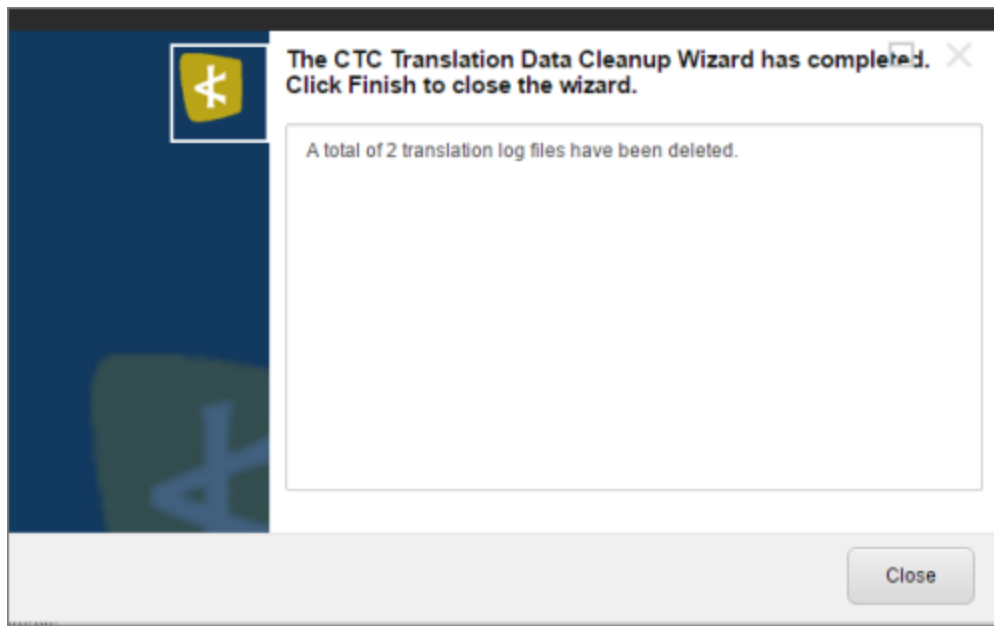 The CTC Translation Data Cleanup Wizard has completed.
Click Finish to close the wizard.
A total of 2 translation log files have been deleted.
Close